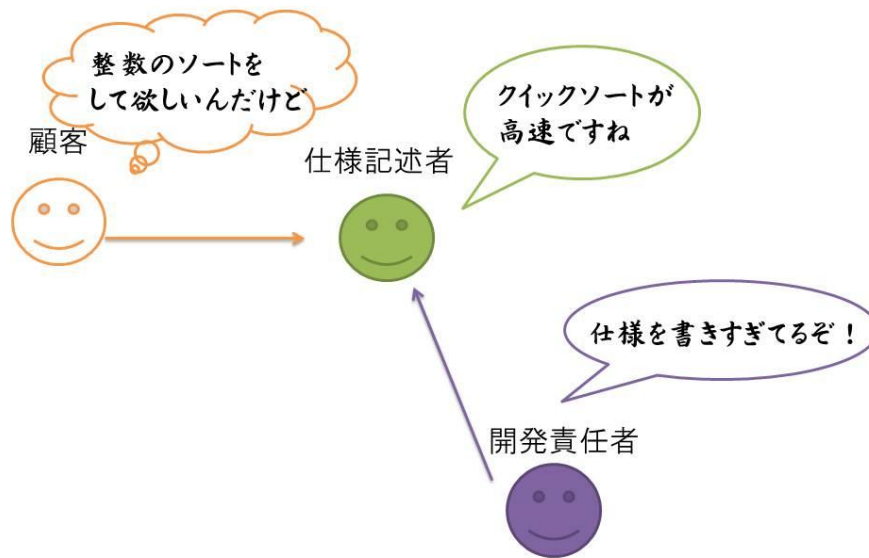 整数のソートを
して欲しいんだけど
顧客
仕様記述者
クイックソートが
高速ですね
仕様を書きすぎてるぞ！
開発責任者